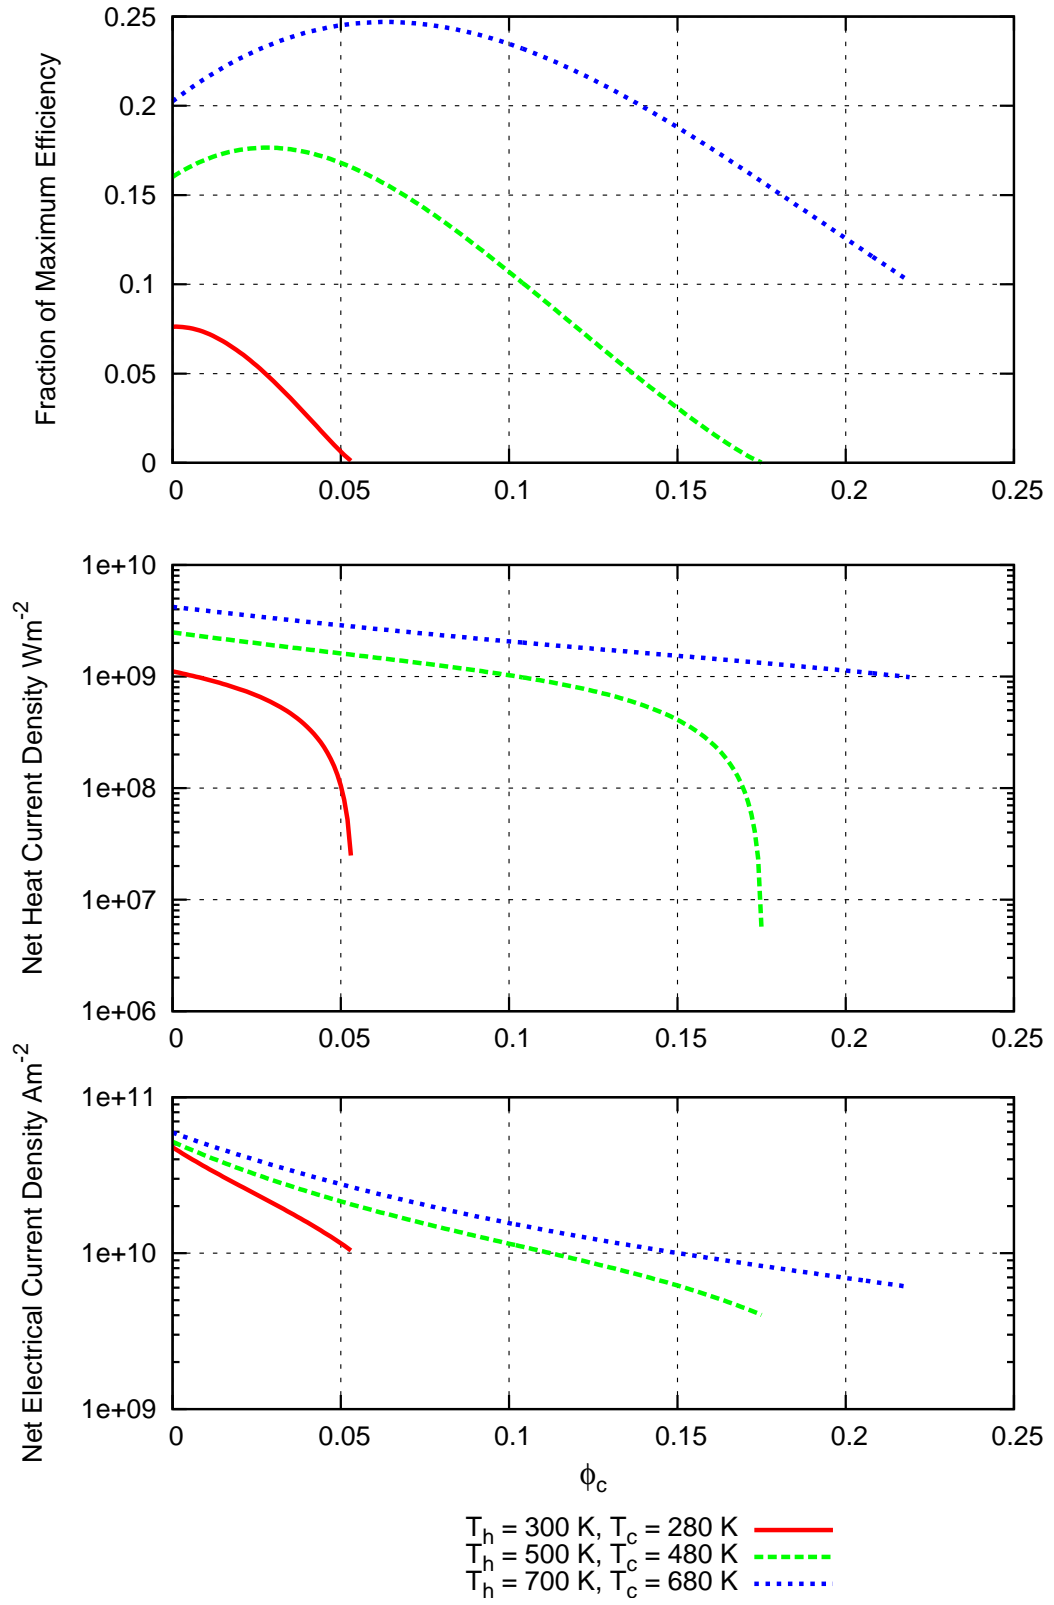 Fraction of Maximum Efficiency
0.25
0.2
0.15
0.1
0.05
0
0 0.05 0.1 0.15 0.2 0.25
Net Heat Current Density Wm-2
1e+10
1e+09
1e+08
1e+07
1e+06
0 0.05 0.1 0.15 0.2 0.25
Net Electrical Current Density Am-2
1e+11
1e+10
1e+09
0 0.05 0.1 0.15 0.2 0.25
ϕc
Th = 300 K, Tc = 280 K
Th = 500 K, Tc = 480 K
Th = 700 K, Tc = 680 K